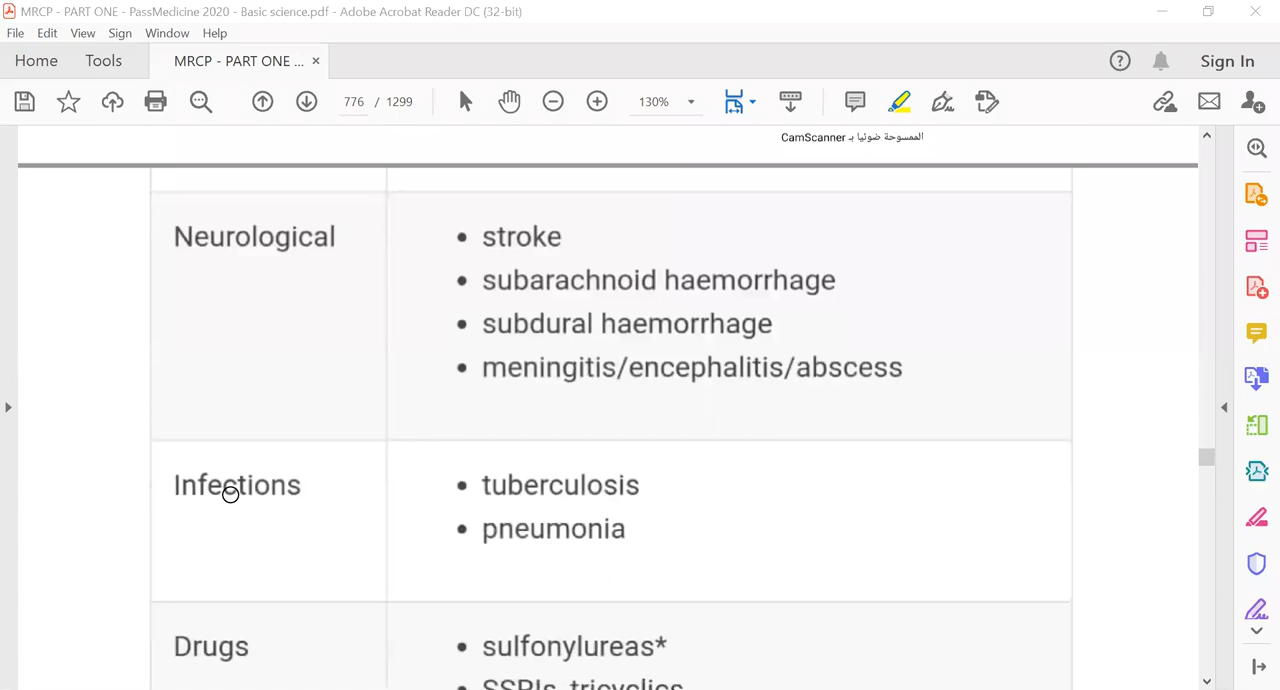 MRCP - PART ONE - PassMedicine 2020 - Basic science.pdf - Adobe Acrobat Reader DC (32-bit)
File Edit View Sign Window Help
Home Tools MRCP - PART ONE ... × Sign In
776 / 1299 130%
الممسوحة ضوئيا بـ CamScanner
Neurological
• stroke
• subarachnoid haemorrhage
• subdural haemorrhage
• meningitis/encephalitis/abscess
Infections
• tuberculosis
• pneumonia
Drugs
• sulfonylureas*
• SSRIs, tricyclics